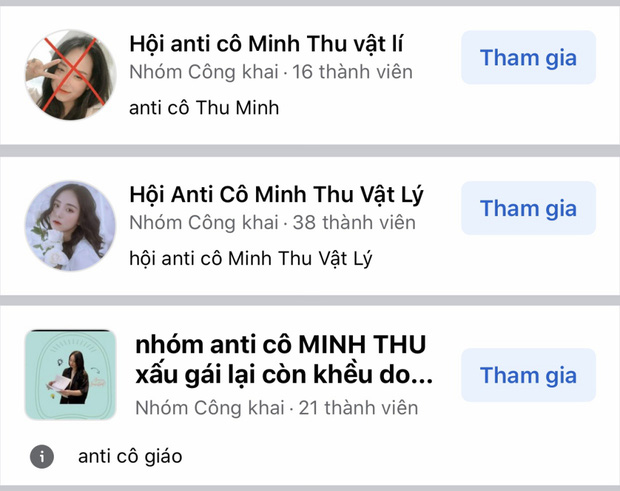 Hội anti cô Minh Thu vật lí
Nhóm Công khai · 16 thành viên
anti cô Thu Minh
Tham gia
Hội Anti Cô Minh Thu Vật Lý
Nhóm Công khai · 38 thành viên
hội anti cô Minh Thu Vật Lý
Tham gia
nhóm anti cô MINH THU
xấu gái lại còn khều do...
Nhóm Công khai · 21 thành viên
Tham gia
anti cô giáo